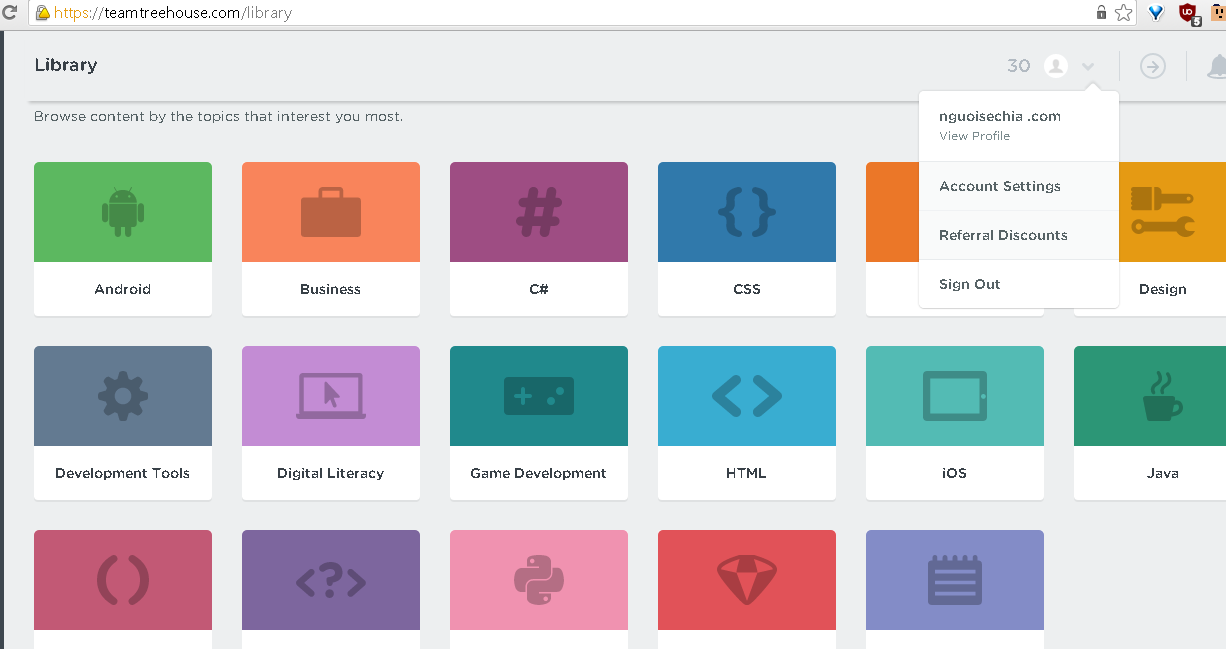 https://teamtreehouse.com/library
Library
30
Browse content by the topics that interest you most.
nguoisechia .com
View Profile
Account Settings
Referral Discounts
Sign Out
Android
Business
C#
CSS
Design
Development Tools
Digital Literacy
Game Development
HTML
iOS
Java